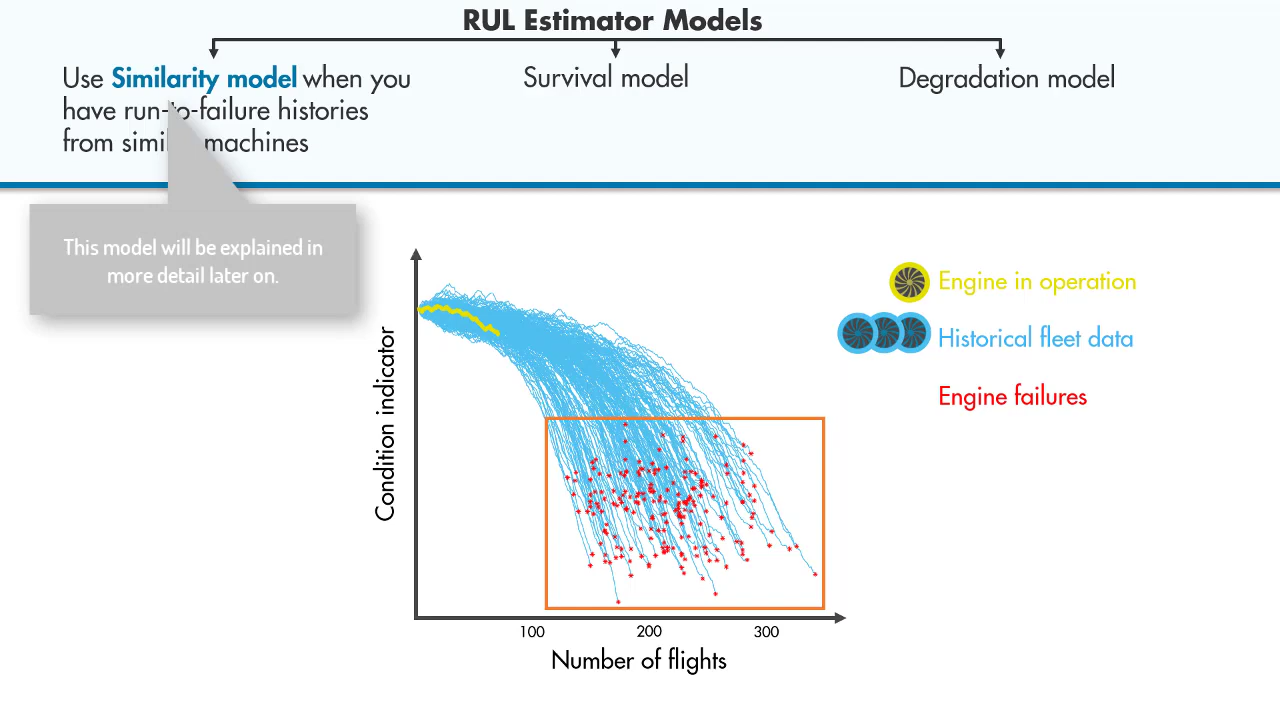 RUL Estimator Models
Use Similarity model when you
have run-to-failure histories
from machines
Survival model
Degradation model
This model will be explained in
more detail later on.
Condition indicator
Engine in operation
Historical fleet data
Engine failures
100
200
300
Number of flights